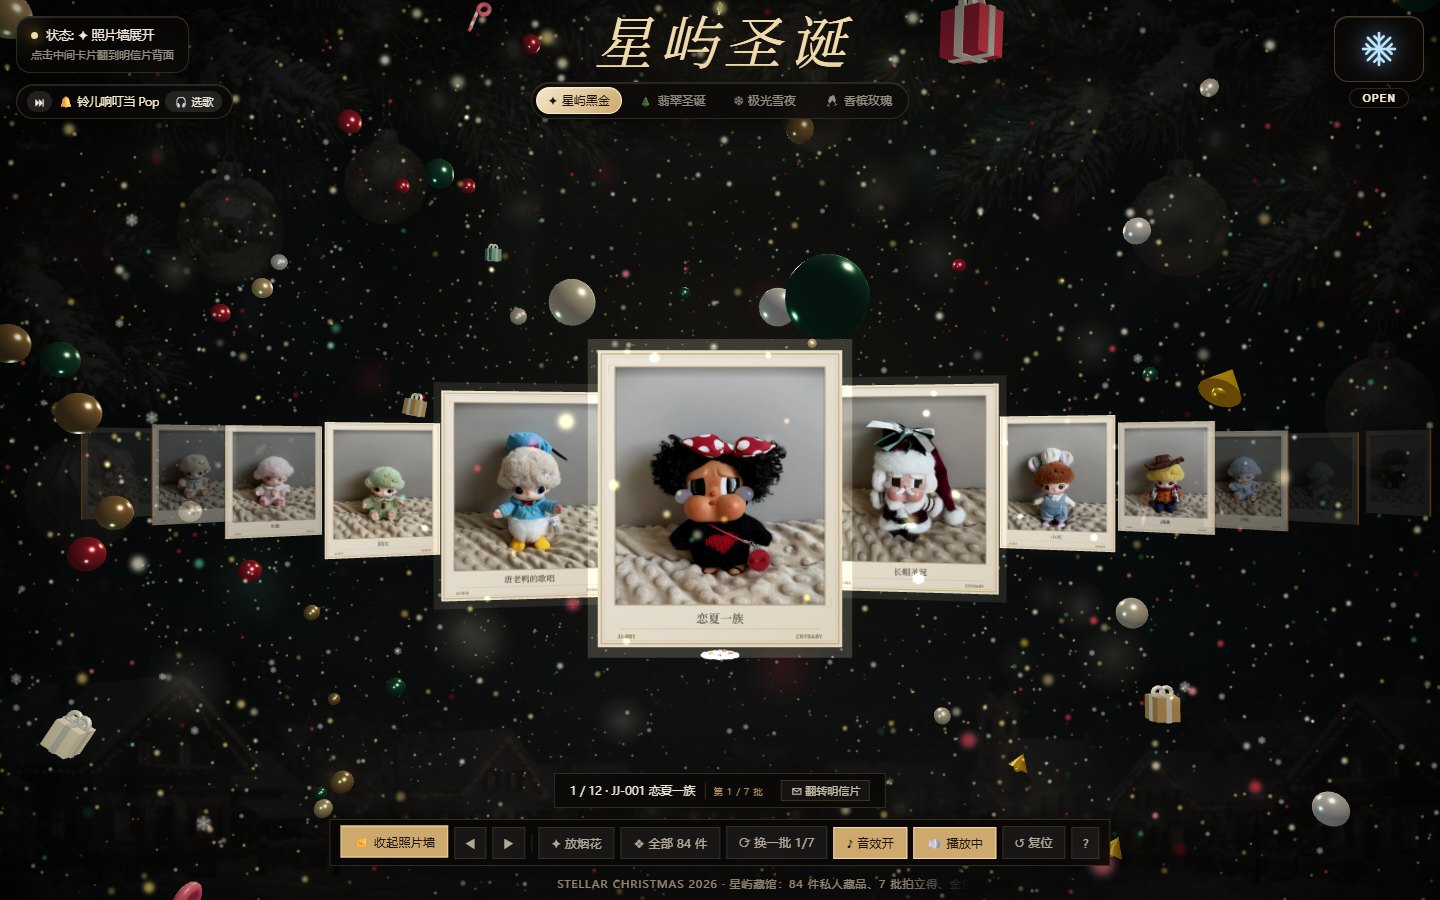 状态: ✦ 照片墙展开
点击中间卡片翻到明信片背面
铃儿响叮当 Pop
选歌
星屿圣诞
✦ 星屿黑金
翡翠圣诞
极光雪夜
香槟玫瑰
OPEN
唐老鸭的歌唱
恋夏一族
JJ-001
CRYBABY
长帽圣诞
CRYBABY
小米
1 / 12 · JJ-001 恋夏一族
第 1 / 7 批
翻转明信片
收起照片墙
◀
▶
✦ 放烟花
❖ 全部 84 件
⟳ 换一批 1/7
♪ 音效开
播放中
↺ 复位
?
STELLAR CHRISTMAS 2026 · 星屿藏馆：84 件私人藏品、7 批拍立得、